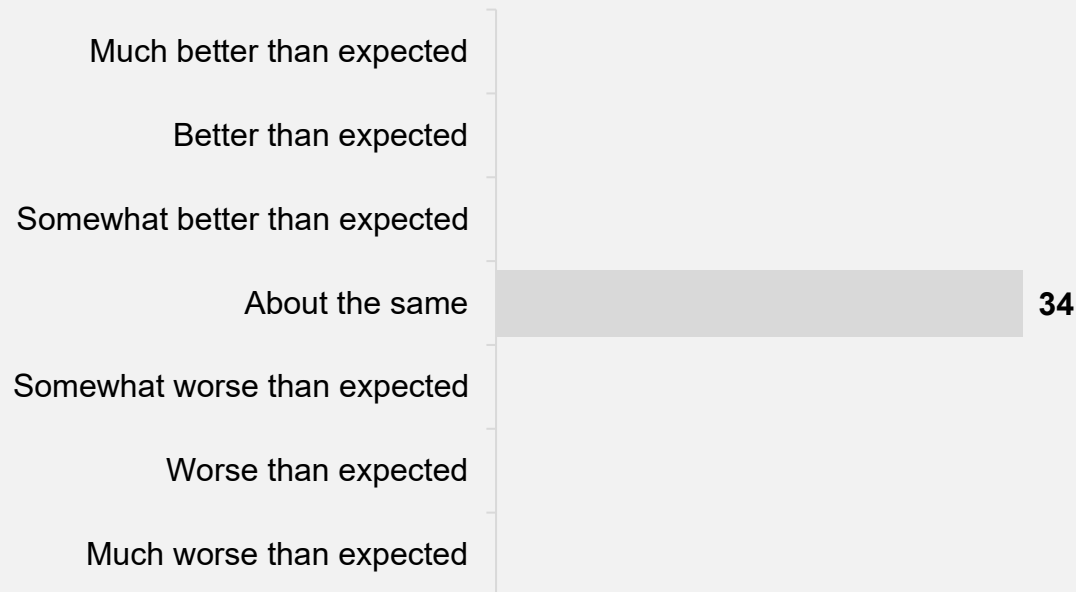 Much better than expected
Better than expected
Somewhat better than expected
About the same 34
Somewhat worse than expected
Worse than expected
Much worse than expected